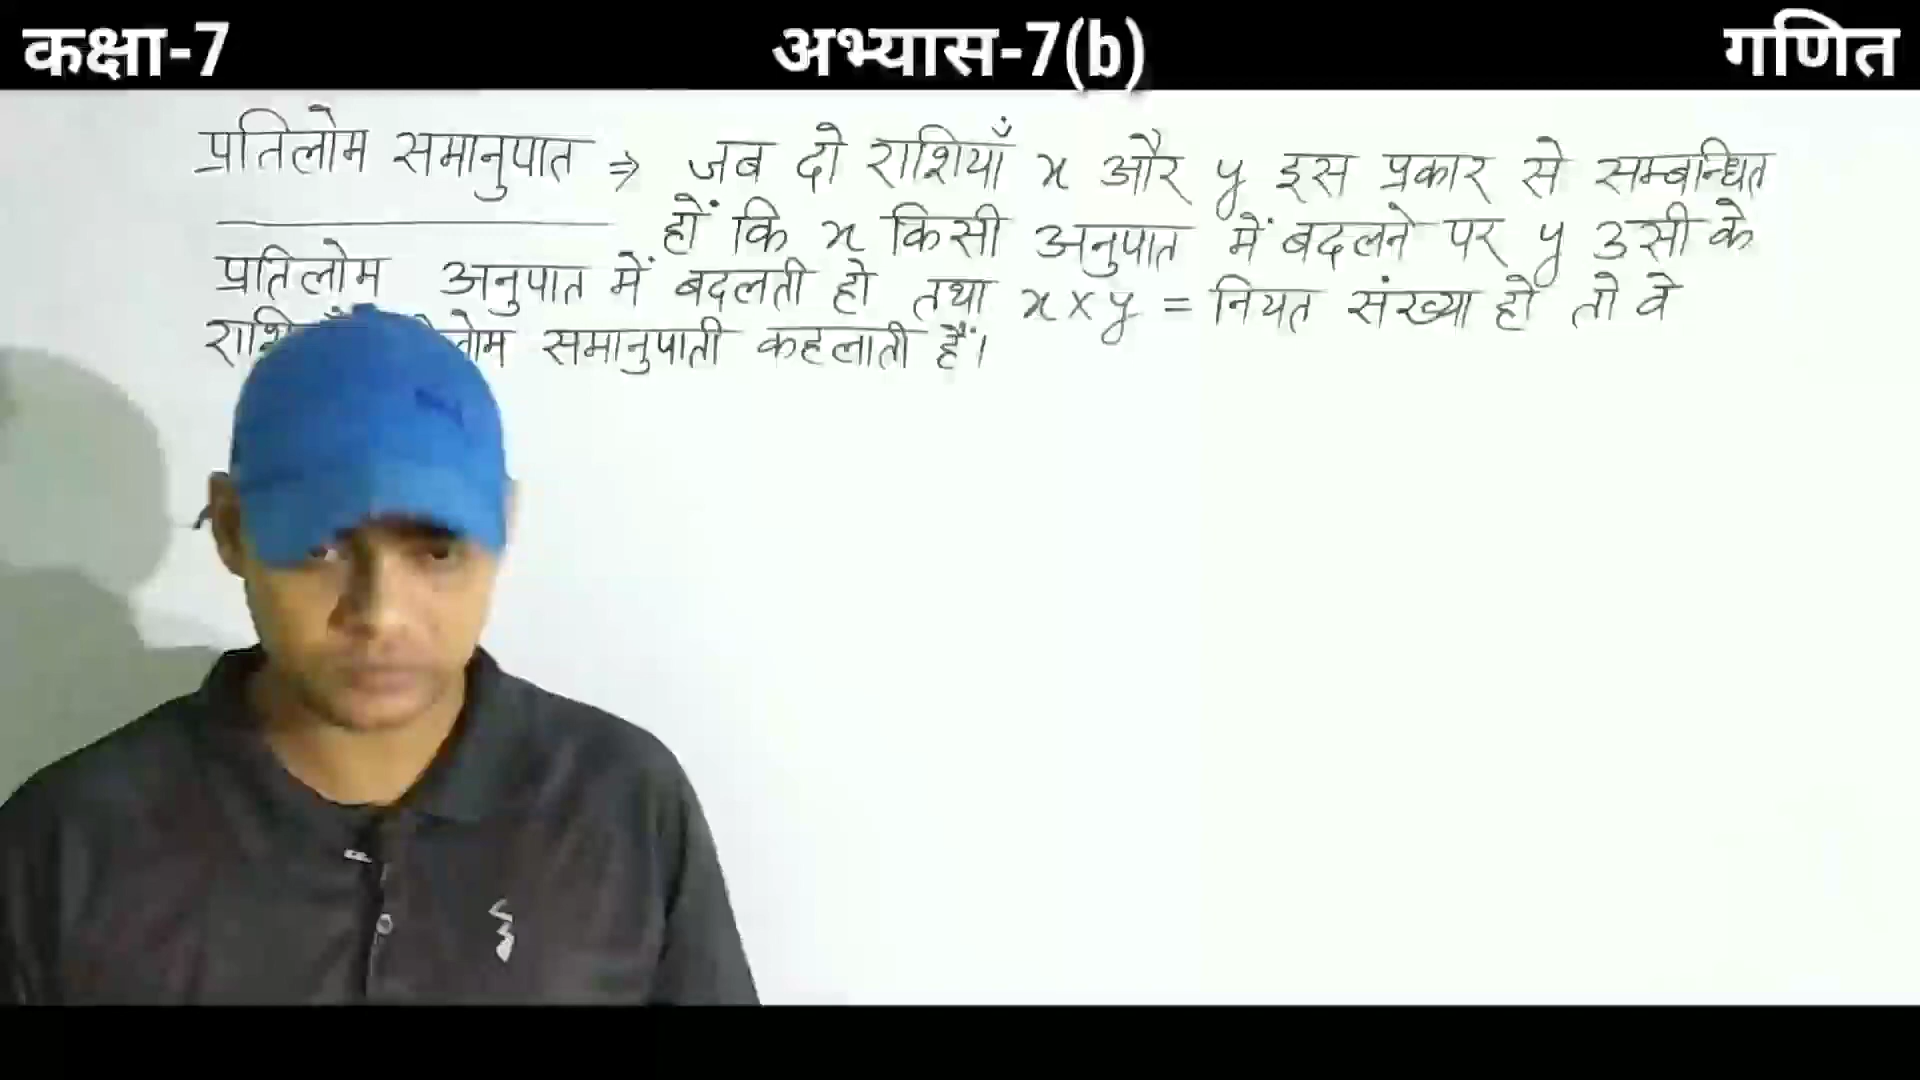 कक्षा-7 अभ्यास-7(b) गणित
प्रतिलोम समानुपात ⇒ जब दो राशियाँ x और y इस प्रकार से सम्बन्धित
हों कि x किसी अनुपात में बदलने पर y उसी के
प्रतिलोम अनुपात में बदलती हो तथा x × y = नियत संख्या हो तो वे
समानुपाती कहलाती हैं।